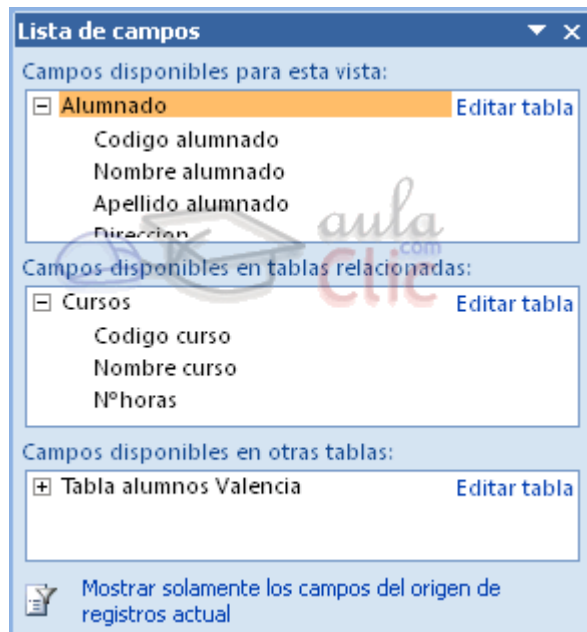 Lista de campos
Campos disponibles para esta vista:
Alumnado Editar tabla
Codigo alumnado
Nombre alumnado
Apellido alumnado
Direccion
aula
.com
Clic
Campos disponibles en tablas relacionadas:
Cursos Editar tabla
Codigo curso
Nombre curso
Nºhoras
Campos disponibles en otras tablas:
Tabla alumnos Valencia Editar tabla
Mostrar solamente los campos del origen de
registros actual